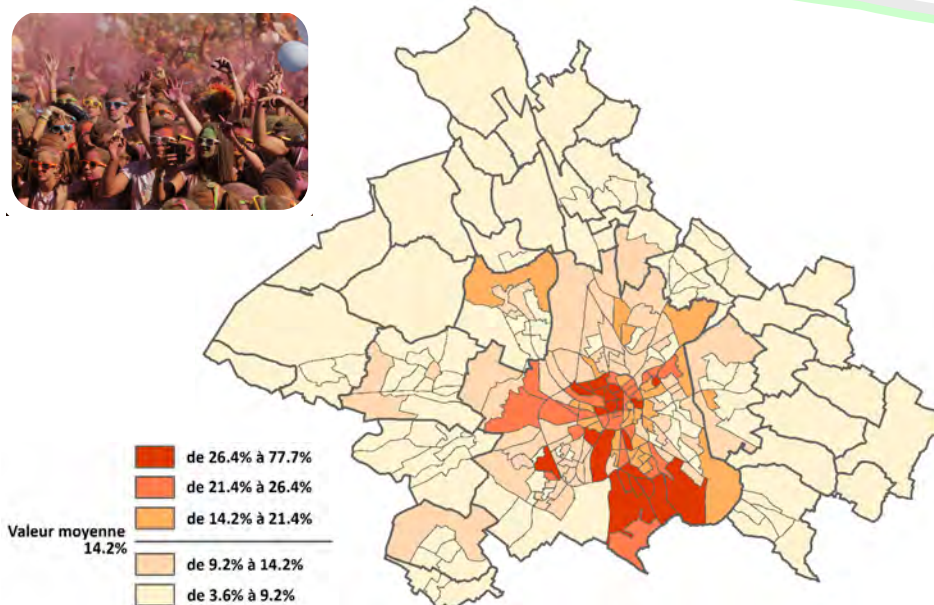 de 26.4% à 77.7%
de 21.4% à 26.4%
de 14.2% à 21.4%
Valeur moyenne
14.2%
de 9.2% à 14.2%
de 3.6% à 9.2%